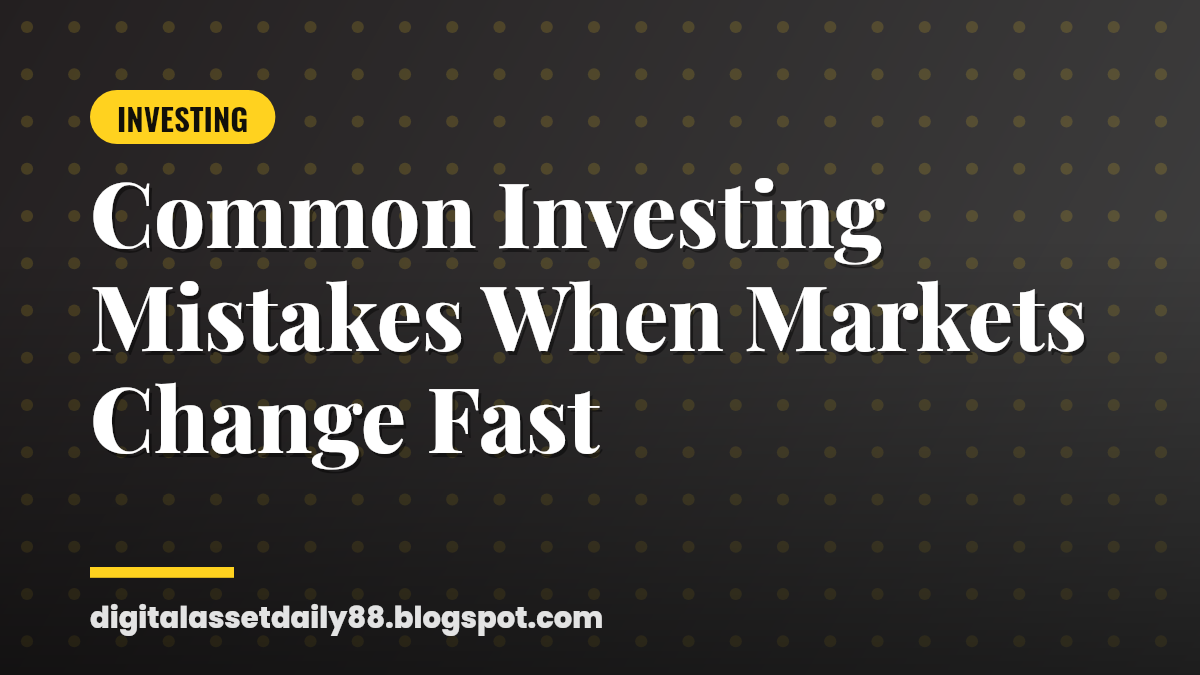 INVESTING
Common Investing
Mistakes When Markets
Change Fast
digitalassetdaily88.blogspot.com